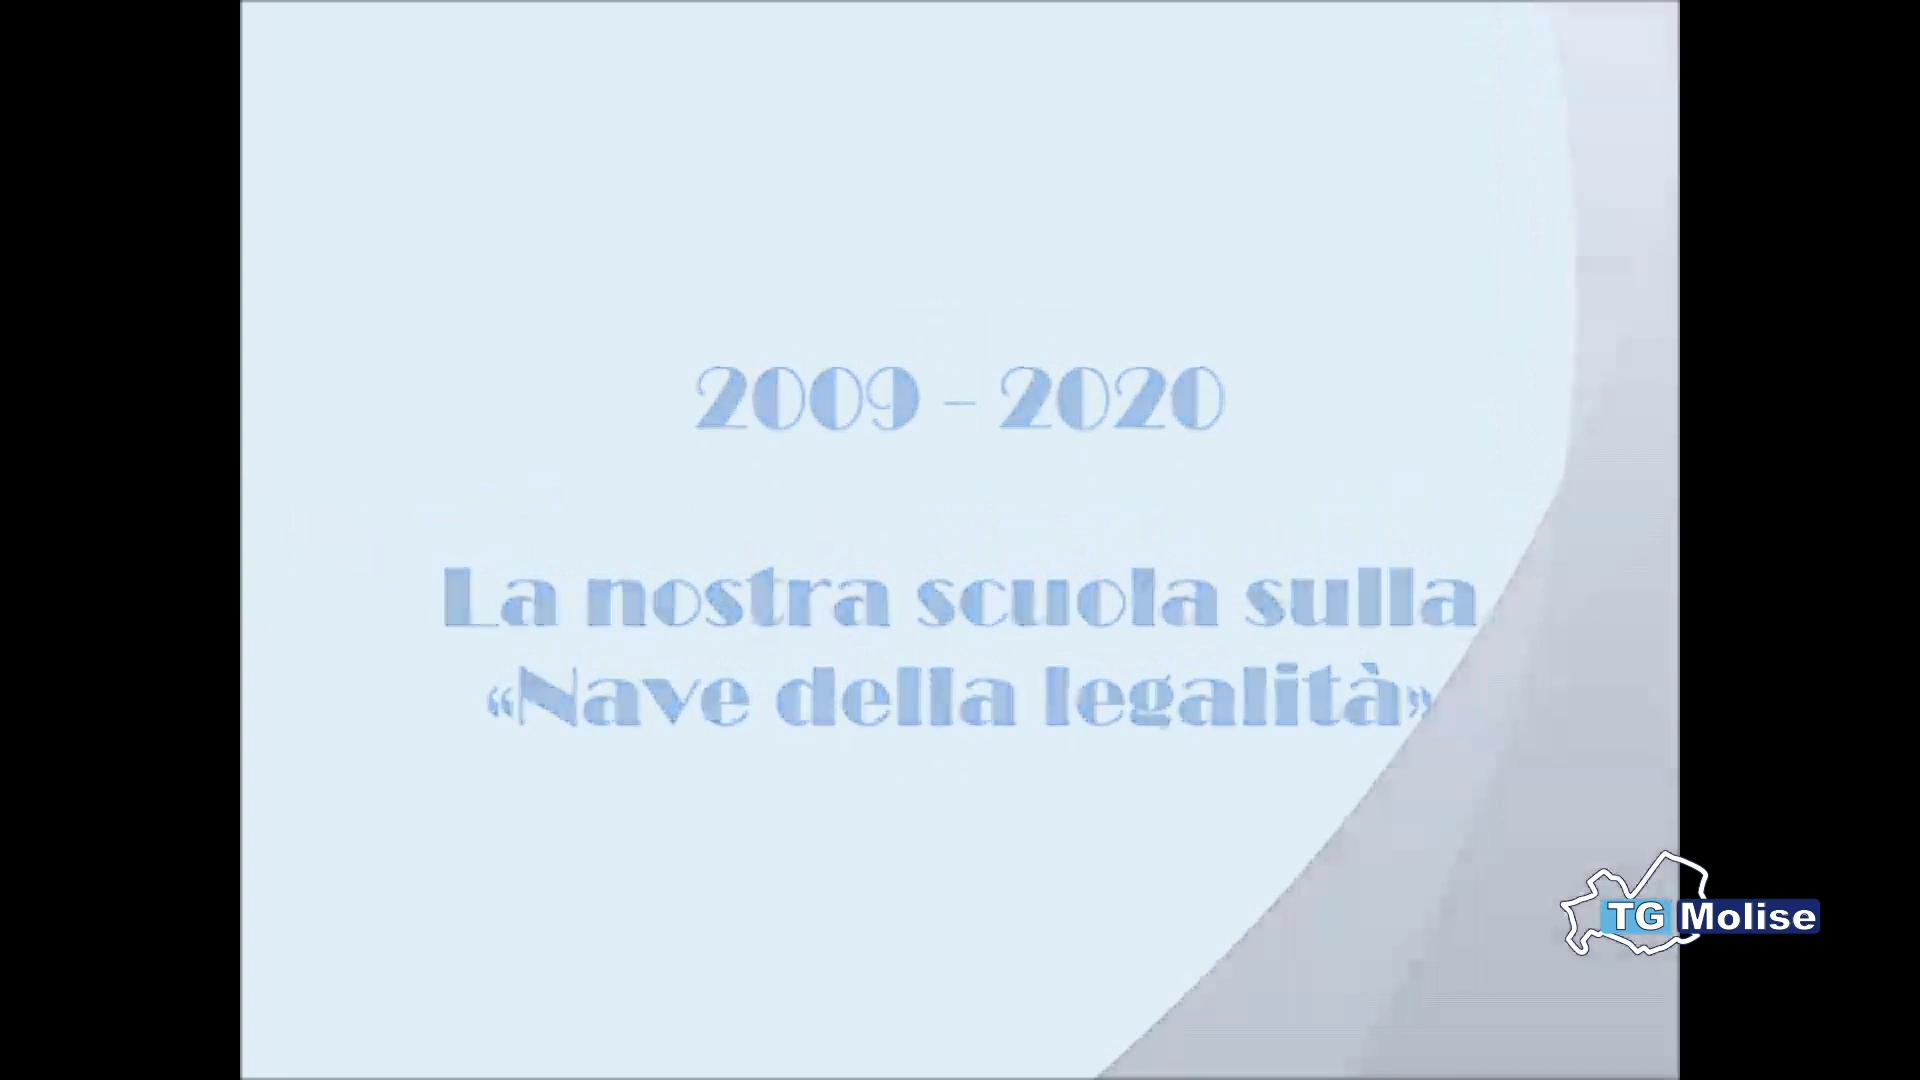 2009 - 2020
La nostra scuola sulla
«Nave della legalità»
TG Molise